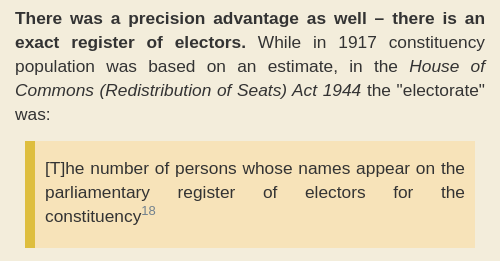 There was a precision advantage as well – there is an
exact register of electors. While in 1917 constituency
population was based on an estimate, in the House of
Commons (Redistribution of Seats) Act 1944 the "electorate"
was:
[T]he number of persons whose names appear on the
parliamentary register of electors for the
constituency18